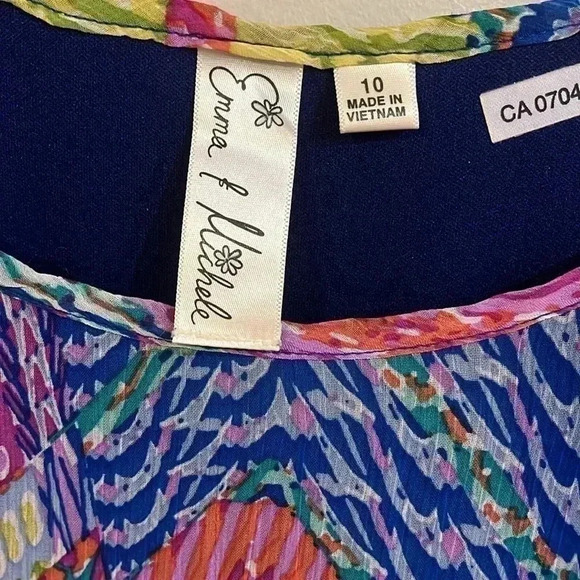 Emma & Michele
10
MADE IN
VIETNAM
CA 0704